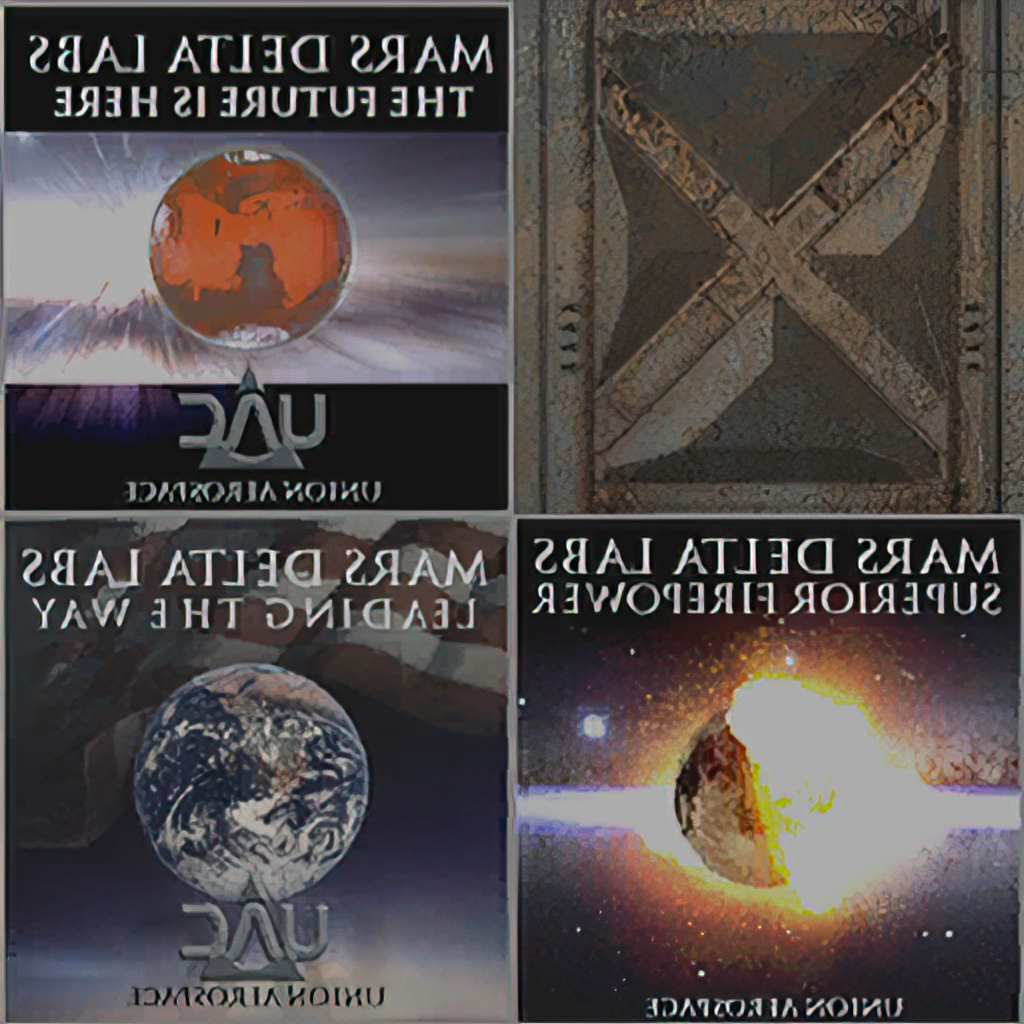 MARS DELTA LABS
THE FUTURE IS HERE
UAC
UNION AEROSPACE
MARS DELTA LABS
LEADING THE WAY
UAC
UNION AEROSPACE
MARS DELTA LABS
SUPERIOR FIREPOWER
UNION AEROSPACE